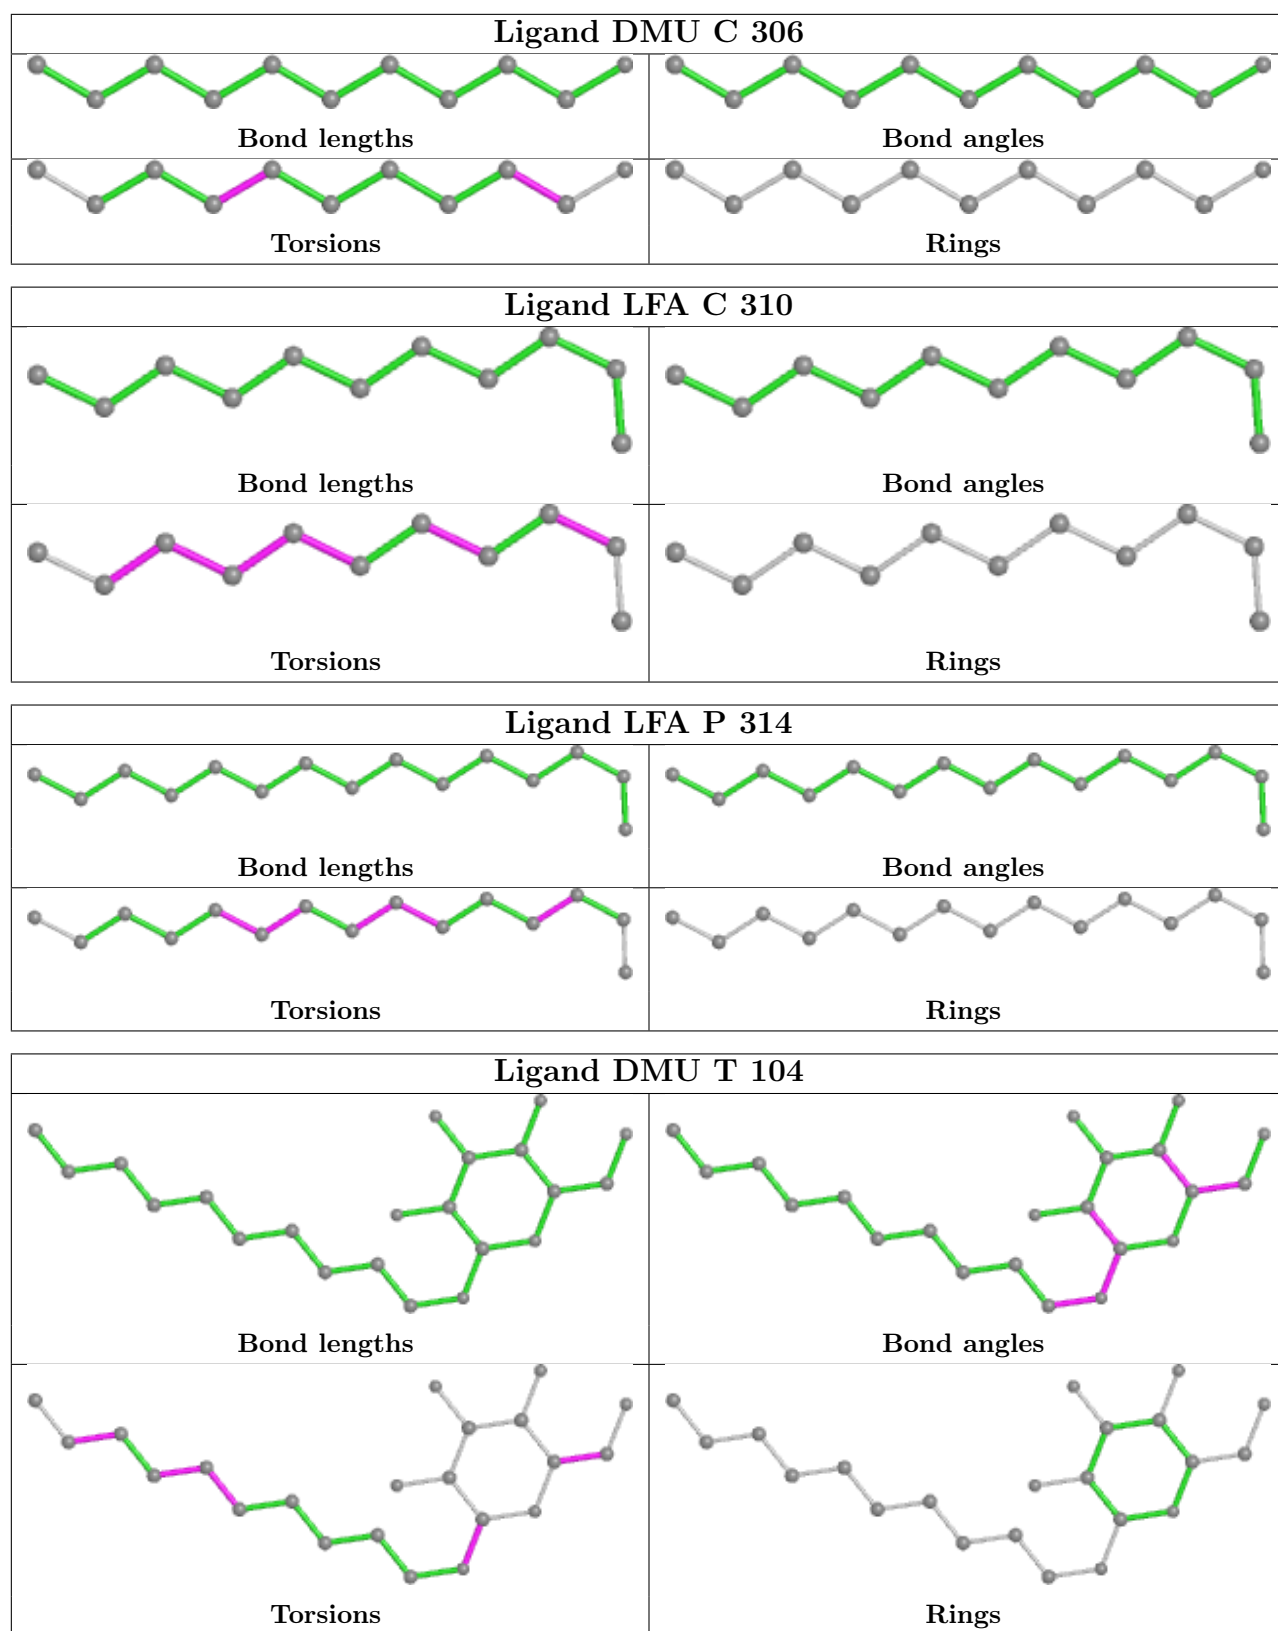 Ligand DMU C 306
Bond lengths
Bond angles
Torsions
Rings
Ligand LFA C 310
Bond lengths
Bond angles
Torsions
Rings
Ligand LFA P 314
Bond lengths
Bond angles
Torsions
Rings
Ligand DMU T 104
Bond lengths
Bond angles
Torsions
Rings